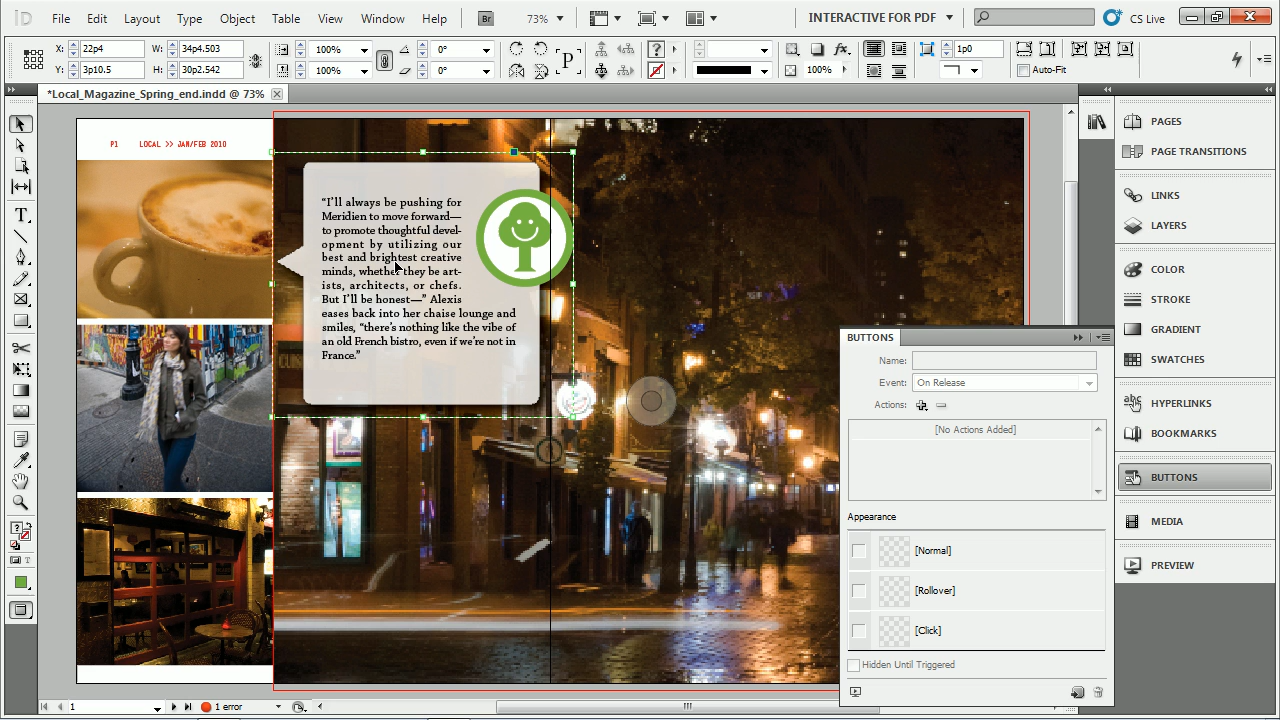 File Edit Layout Type Object Table View Window Help Br 73% INTERACTIVE FOR PDF CS Live
X: 22p4 W: 34p4.503 100% 0° P ? fx 1p0
Y: 3p10.5 H: 30p2.542 100% 0° 100% Auto-Fit
*Local_Magazine_Spring_end.indd @ 73%
P1 LOCAL >> JAN/FEB 2010
“I’ll always be pushing for
Meridien to move forward—
to promote thoughtful devel-
opment by utilizing our
best and brightest creative
minds, whether they be art-
ists, architects, or chefs.
But I’ll be honest—” Alexis
eases back into her chaise lounge and
smiles, “there’s nothing like the vibe of
an old French bistro, even if we’re not in
France.”
PAGES
PAGE TRANSITIONS
LINKS
LAYERS
COLOR
STROKE
GRADIENT
SWATCHES
HYPERLINKS
BOOKMARKS
BUTTONS
MEDIA
PREVIEW
BUTTONS
Name:
Event: On Release
Actions:
[No Actions Added]
Appearance
[Normal]
[Rollover]
[Click]
Hidden Until Triggered
1 1 error